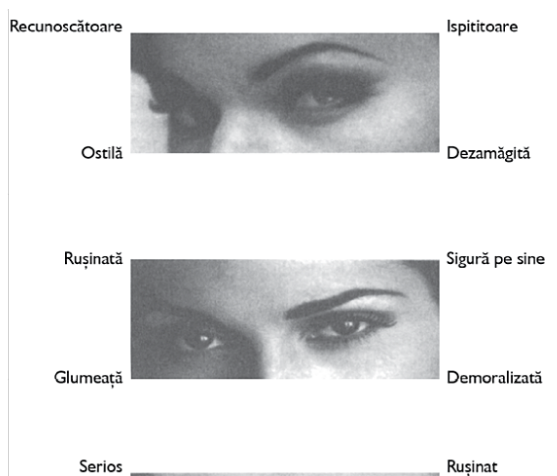 Recunoscătoare Ispititoare
Ostilă Dezamăgită
Rușinată Sigură pe sine
Glumeață Demoralizată
Serios Rușinat